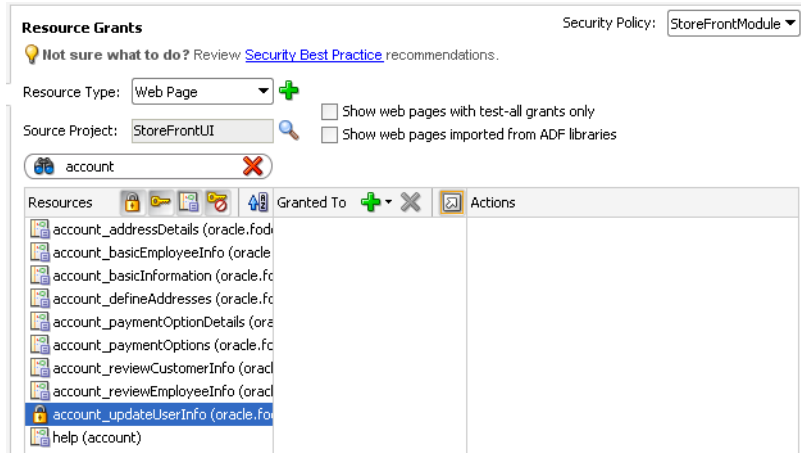 Resource Grants
Security Policy: StoreFrontModule
Not sure what to do? Review Security Best Practice recommendations.
Resource Type: Web Page
Show web pages with test-all grants only
Source Project: StoreFrontUI
Show web pages imported from ADF libraries
account
Resources Granted To Actions
account_addressDetails (oracle.fode
account_basicEmployeeInfo (oracle
account_basicInformation (oracle.fo
account_defineAddresses (oracle.fo
account_paymentOptionDetails (ora
account_paymentOptions (oracle.fo
account_reviewCustomerInfo (oracl
account_reviewEmployeeInfo (oracl
account_updateUserInfo (oracle.fo
help (account)